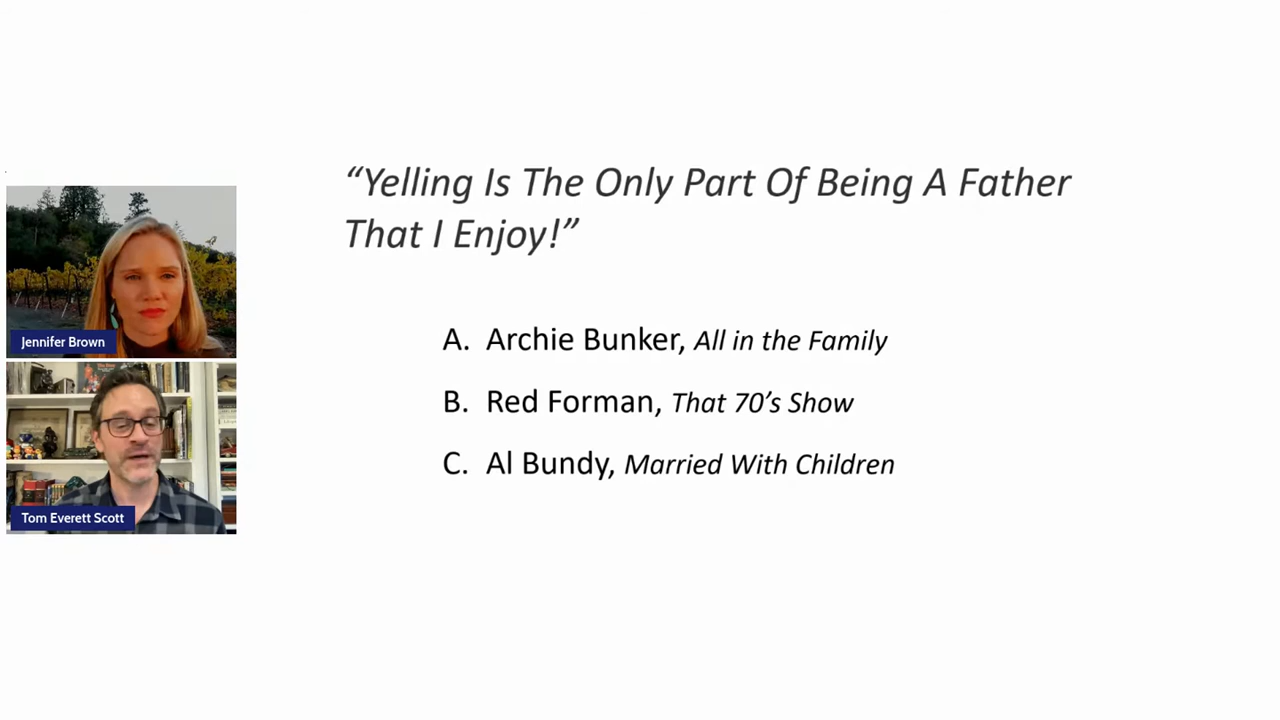 “Yelling Is The Only Part Of Being A Father
That I Enjoy!”
A. Archie Bunker, All in the Family
B. Red Forman, That 70’s Show
C. Al Bundy, Married With Children
Jennifer Brown
Tom Everett Scott